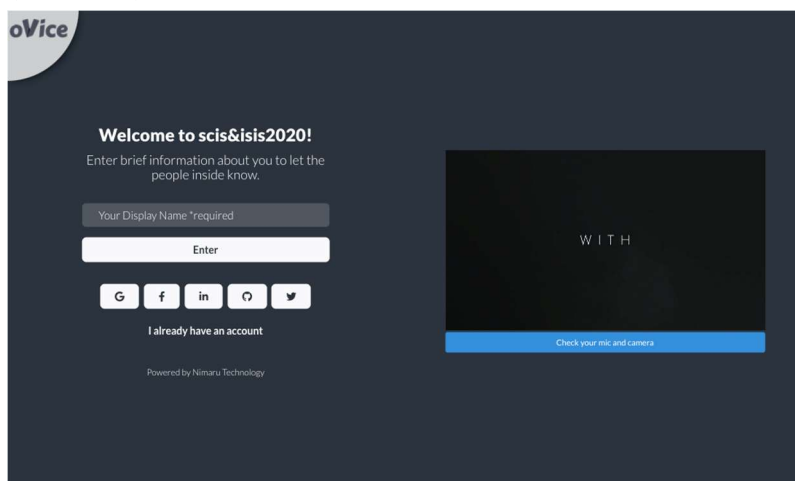 oVice
Welcome to scis&isis2020!
Enter brief information about you to let the
people inside know.
Your Display Name *required
Enter
G f in
I already have an account
Powered by Nimaru Technology
WITH
Check your mic and camera